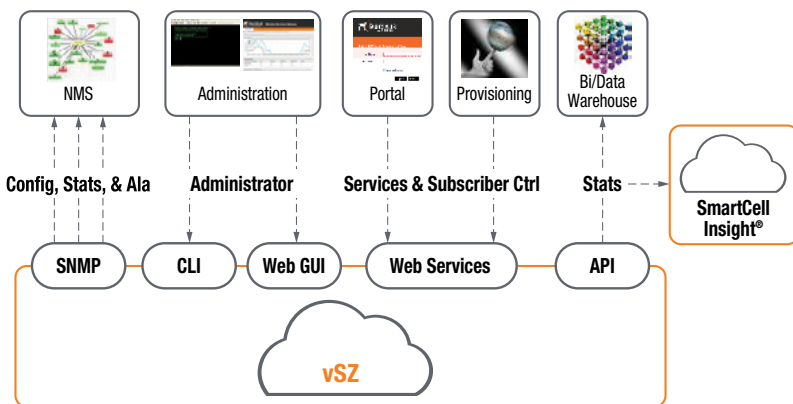 NMS
Administration
Portal
Provisioning
Bi/Data
Warehouse
Config, Stats, & Ala
Administrator
Services & Subscriber Ctrl
Stats
SmartCell
Insight®
SNMP
CLI
Web GUI
Web Services
API
vSZ